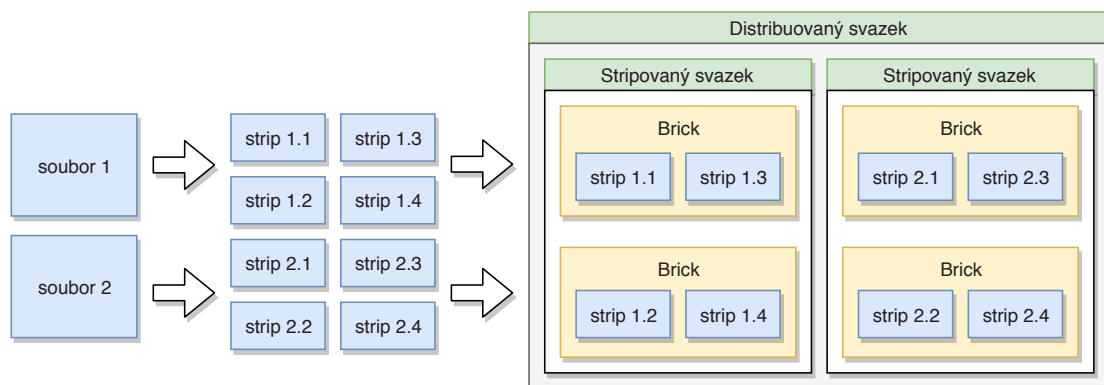 Distribuovaný svazek
Stripovaný svazek
Stripovaný svazek
soubor 1
strip 1.1
strip 1.3
strip 1.2
strip 1.4
soubor 2
strip 2.1
strip 2.3
strip 2.2
strip 2.4
Brick
strip 1.1
strip 1.3
Brick
strip 1.2
strip 1.4
Brick
strip 2.1
strip 2.3
Brick
strip 2.2
strip 2.4